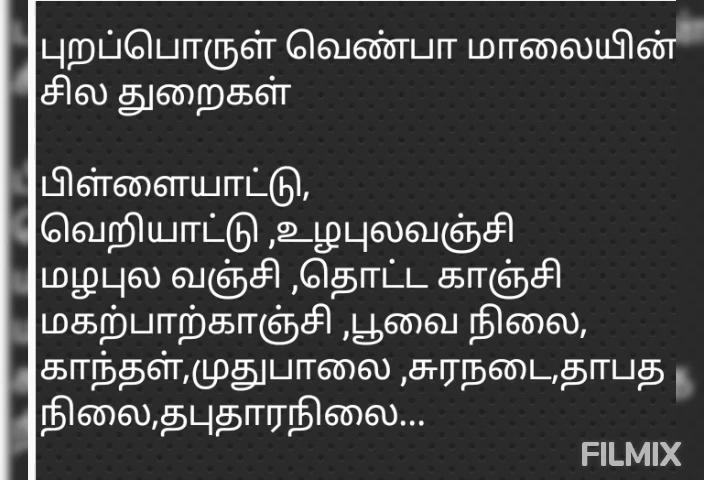 புறப்பொருள் வெண்பா மாலையின்
சில துறைகள்
பிள்ளையாட்டு,
வெறியாட்டு ,உழபுலவஞ்சி
மழபுல வஞ்சி ,தொட்ட காஞ்சி
மகற்பாற்காஞ்சி ,பூவை நிலை,
காந்தள்,முதுபாலை ,சுரநடை,தாபத
நிலை,தபுதாரநிலை...
FILMIX